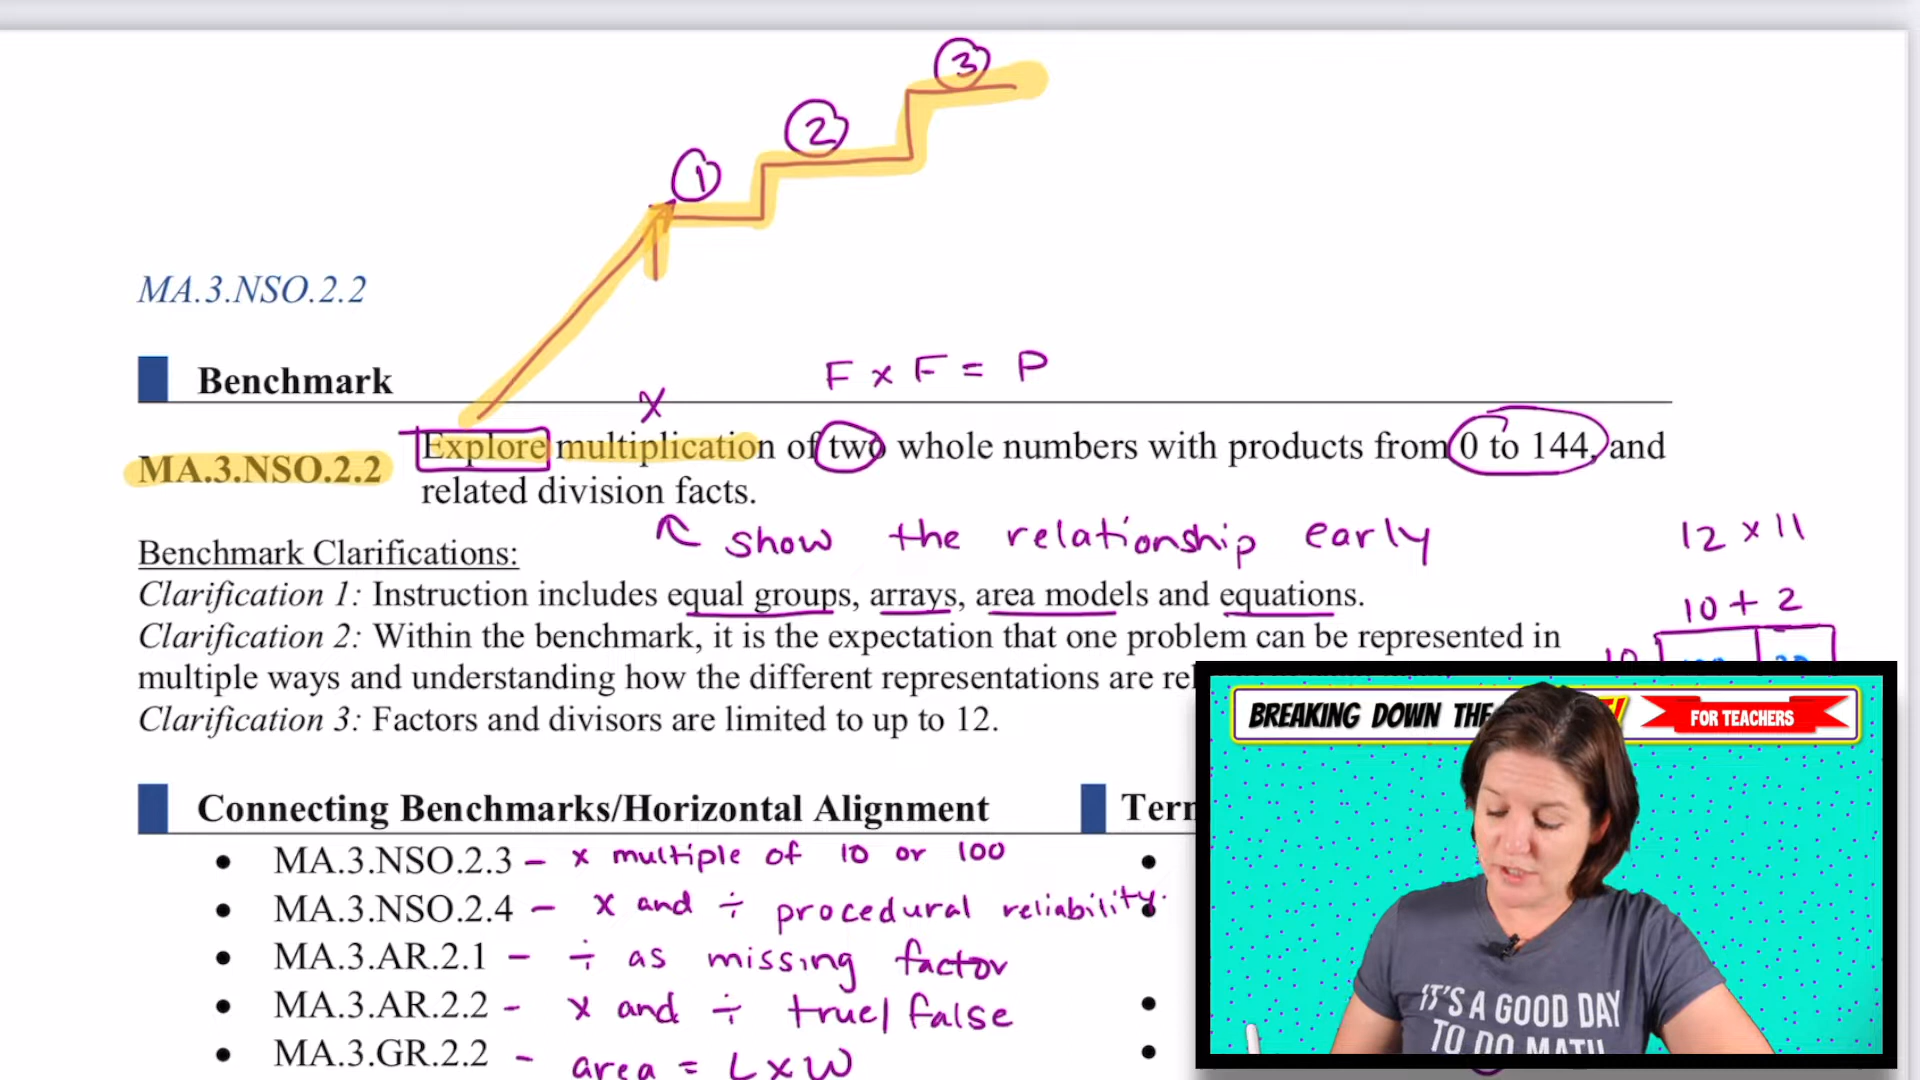 3
2
1
MA.3.NSO.2.2
F x F = P
Benchmark
x
Explore multiplication of two whole numbers with products from 0 to 144, and
MA.3.NSO.2.2
related division facts.
show the relationship early
12 x 11
Benchmark Clarifications:
Clarification 1: Instruction includes equal groups, arrays, area models and equations.
10 + 2
Clarification 2: Within the benchmark, it is the expectation that one problem can be represented in
10
multiple ways and understanding how the different representations are rel
Clarification 3: Factors and divisors are limited to up to 12.
BREAKING DOWN THE
FOR TEACHERS
Connecting Benchmarks/Horizontal Alignment
Tern
• MA.3.NSO.2.3 – x multiple of 10 or 100
• MA.3.NSO.2.4 – x and ÷ procedural reliability.
• MA.3.AR.2.1 – ÷ as missing factor
• MA.3.AR.2.2 - x and ÷ true/false
• MA.3.GR.2.2 - area = L x W
IT'S A GOOD DAY
TO DO MATH